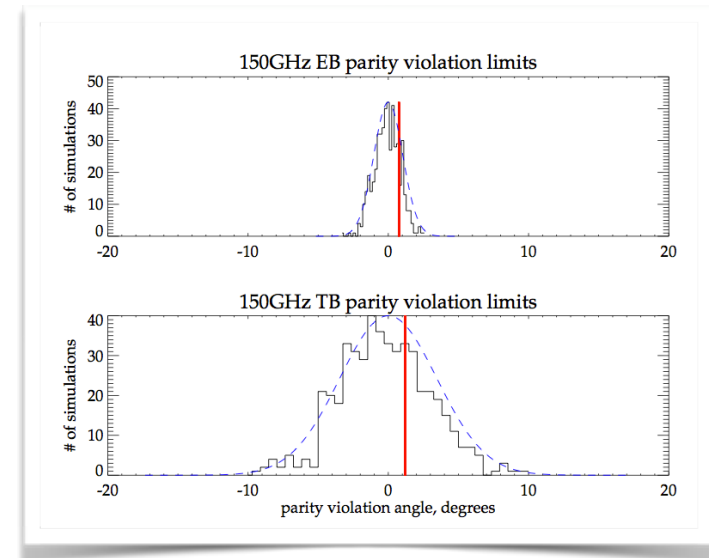 150GHz EB parity violation limits
50
40
30
20
10
0
# of simulations
-20 -10 0 10 20
150GHz TB parity violation limits
40
30
20
10
0
# of simulations
-20 -10 0 10 20
parity violation angle, degrees